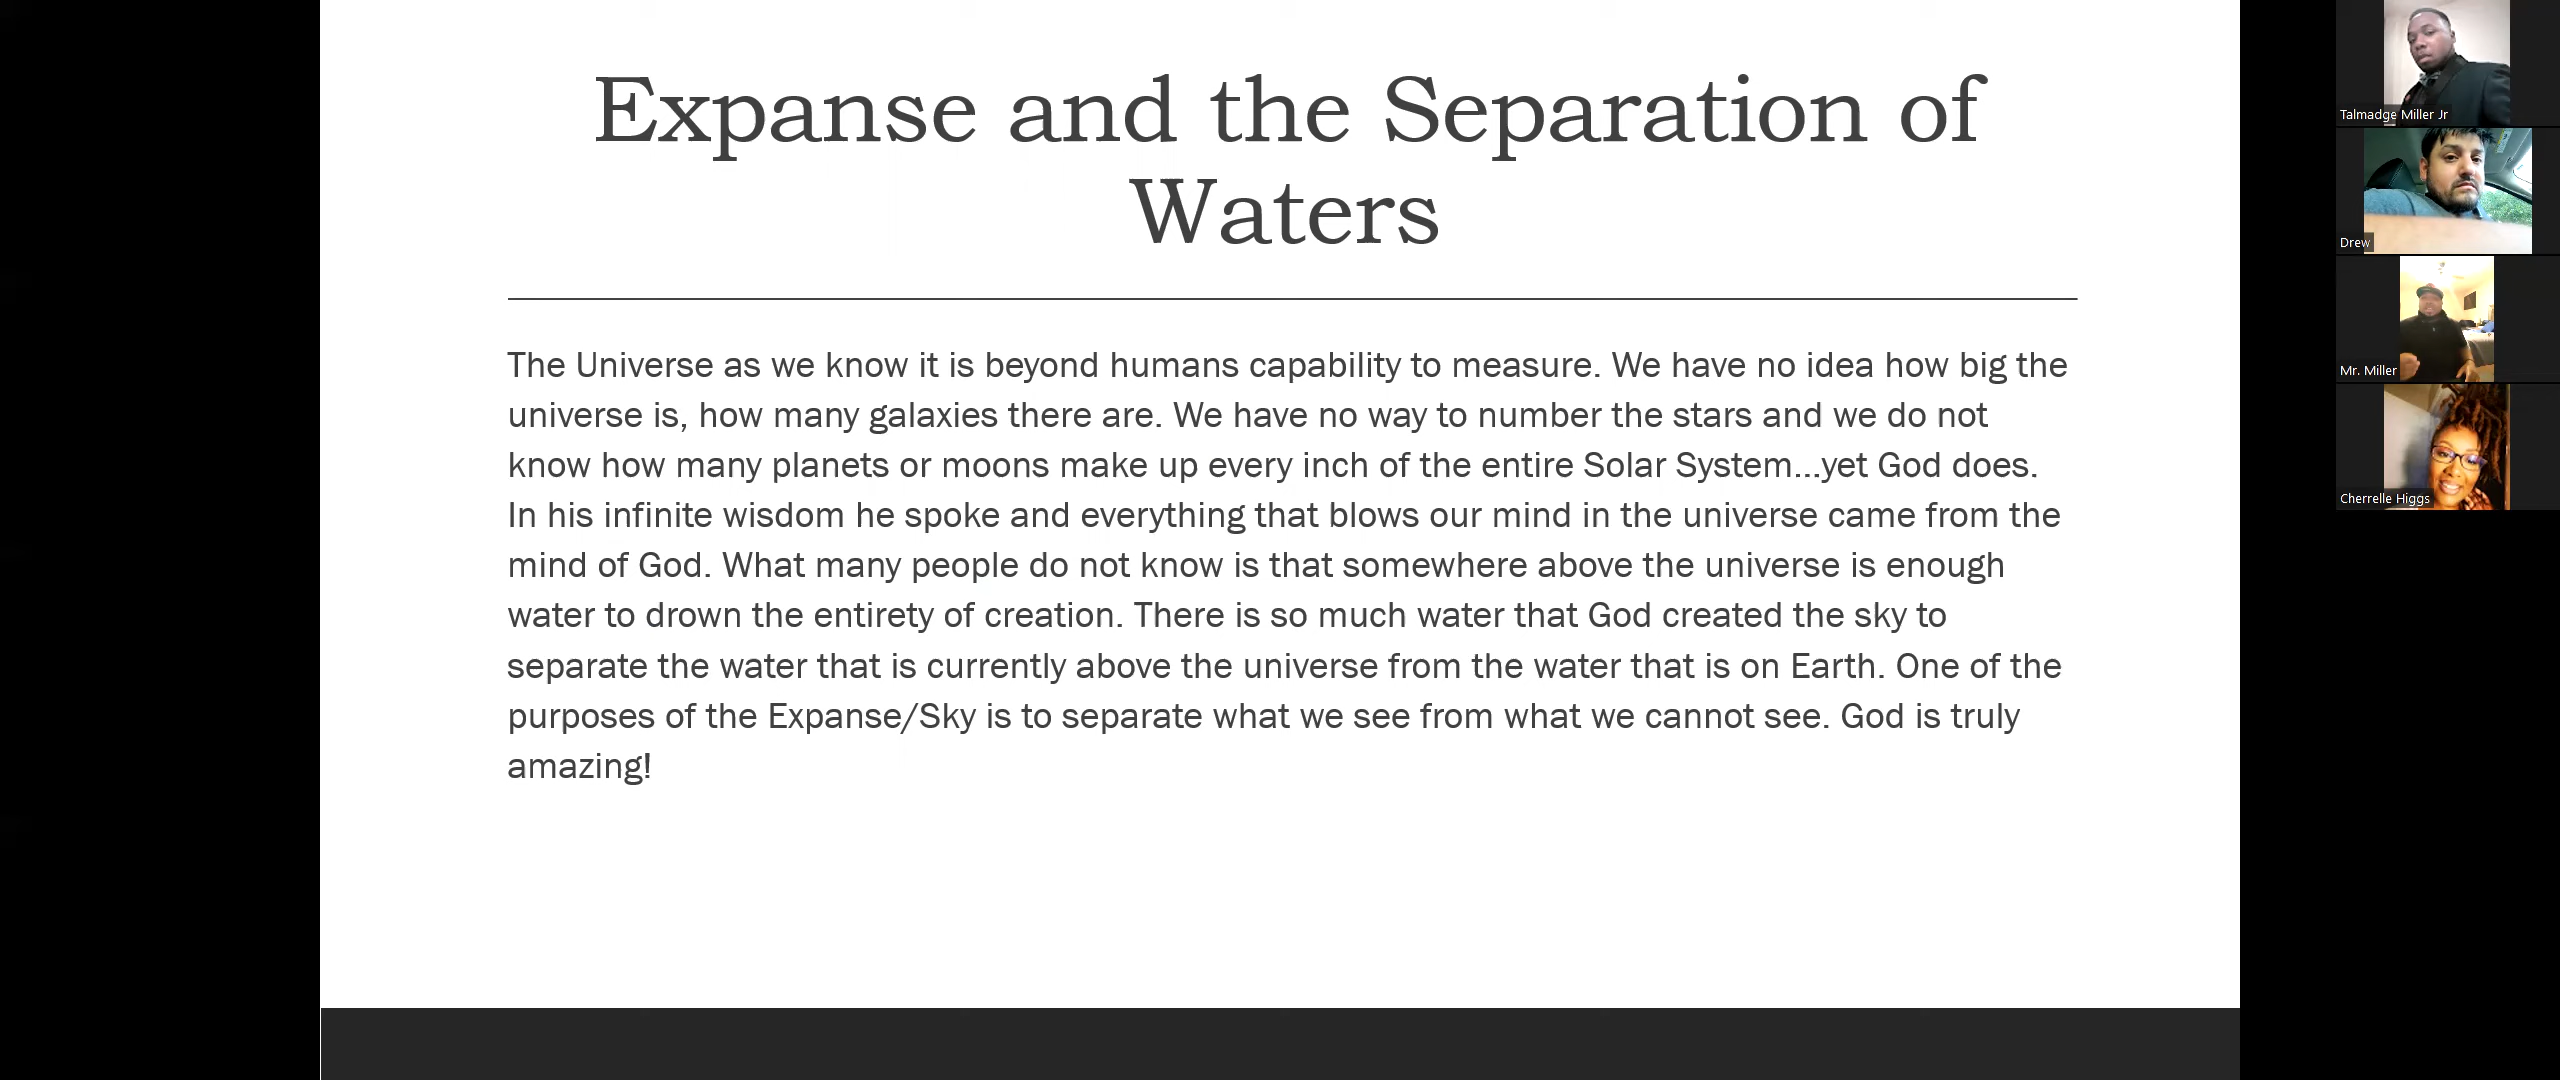 Expanse and the Separation of
Waters
The Universe as we know it is beyond humans capability to measure. We have no idea how big the
universe is, how many galaxies there are. We have no way to number the stars and we do not
know how many planets or moons make up every inch of the entire Solar System...yet God does.
In his infinite wisdom he spoke and everything that blows our mind in the universe came from the
mind of God. What many people do not know is that somewhere above the universe is enough
water to drown the entirety of creation. There is so much water that God created the sky to
separate the water that is currently above the universe from the water that is on Earth. One of the
purposes of the Expanse/Sky is to separate what we see from what we cannot see. God is truly
amazing!
Talmadge Miller Jr
Drew
Mr. Miller
Cherrelle Higgs